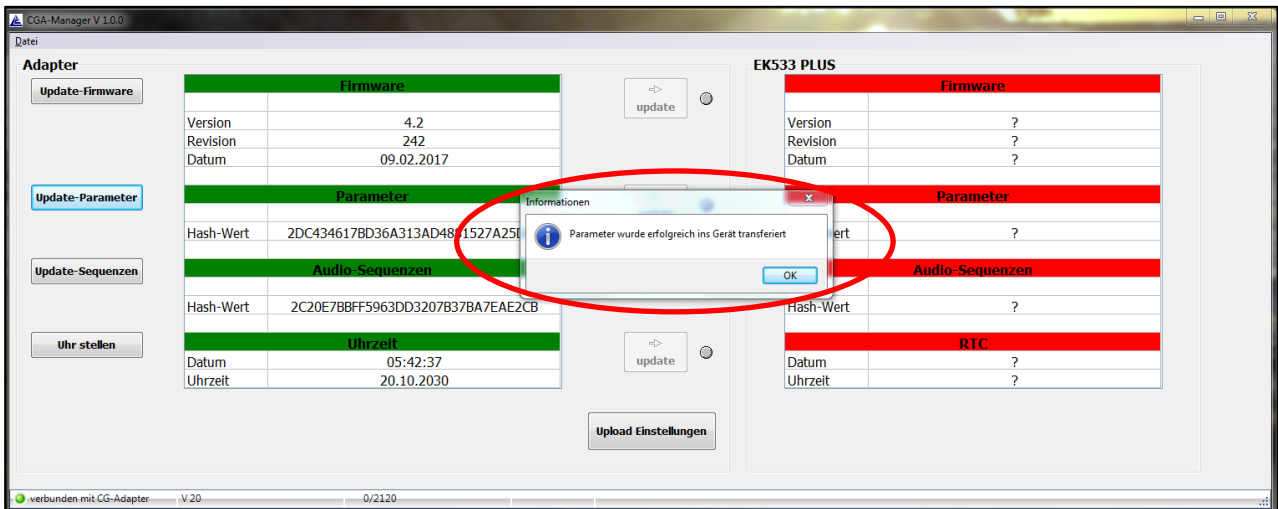 CGA-Manager V 1.0.0
Datei
Adapter
Update-Firmware
Firmware
Version 4.2
Revision 242
Datum 09.02.2017
update
Update-Parameter
Parameter
Hash-Wert
Update-Sequenzen
Audio-Sequenzen
Hash-Wert 2C20E7BBFF5963DD3207B37BA7EAE2CB
Uhr stellen
Uhrzeit
Datum 05:42:37
Uhrzeit 20.10.2030
update
Upload Einstellungen
EK533 PLUS
Firmware
Version ?
Revision ?
Datum ?
Parameter
?
Audio-Sequenzen
Hash-Wert ?
RTC
Datum ?
Uhrzeit ?
Informationen
Parameter wurde erfolgreich ins Gerät transferiert
OK
verbunden mit CG-Adapter V 20 0/2120